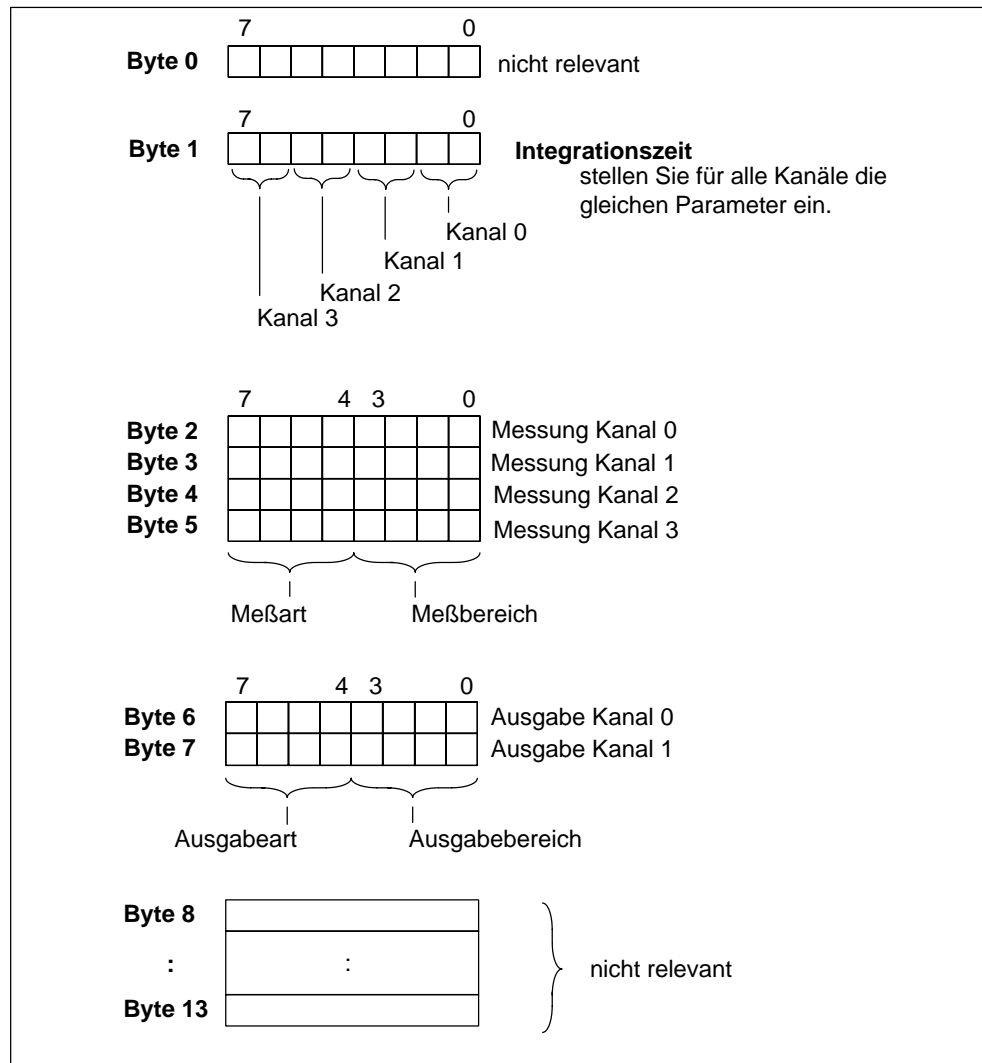 7 0
Byte 0 nicht relevant
7 0
Byte 1 Integrationszeit
stellen Sie für alle Kanäle die
gleichen Parameter ein.
Kanal 0
Kanal 1
Kanal 2
Kanal 3
7 4 3 0
Byte 2 Messung Kanal 0
Byte 3 Messung Kanal 1
Byte 4 Messung Kanal 2
Byte 5 Messung Kanal 3
Meßart Meßbereich
7 4 3 0
Byte 6 Ausgabe Kanal 0
Byte 7 Ausgabe Kanal 1
Ausgabeart Ausgabebereich
Byte 8
: : nicht relevant
Byte 13